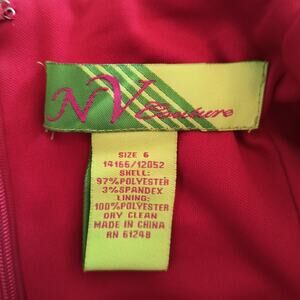 NV Couture
SIZE 6
14166/12052
SHELL:
97%POLYESTER
3%SPANDEX
LINING:
100%POLYESTER
DRY CLEAN
MADE IN CHINA
RN 61248